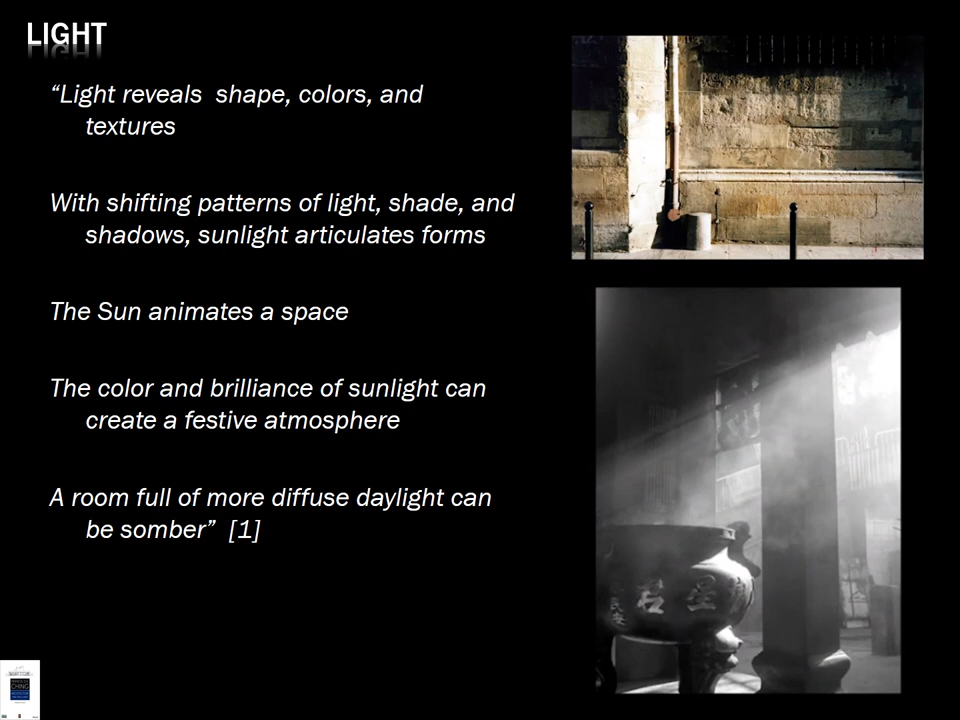 LIGHT
“Light reveals  shape, colors, and
textures
With shifting patterns of light, shade, and
shadows, sunlight articulates forms
The Sun animates a space
The color and brilliance of sunlight can
create a festive atmosphere
A room full of more diffuse daylight can
be somber”  [1]
CHING